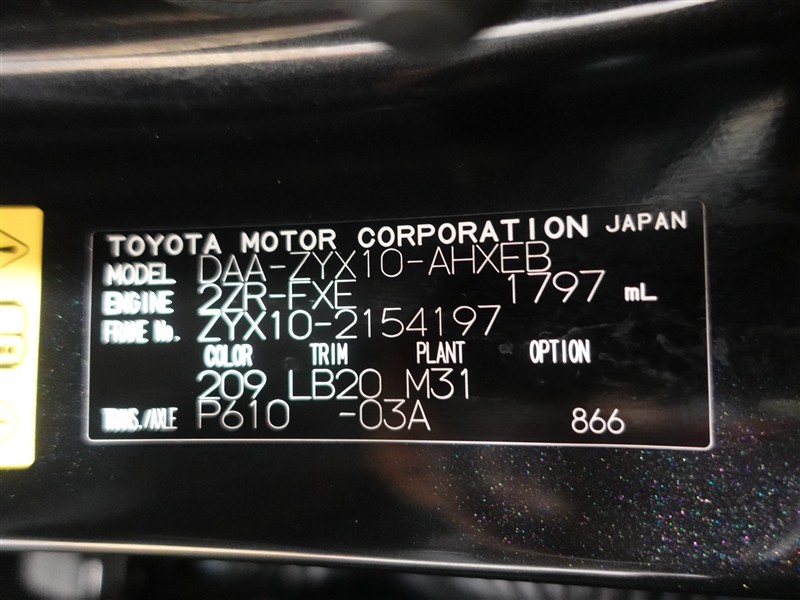 TOYOTA MOTOR CORPORATION JAPAN
MODEL DAA-ZYX10-AHXEB
ENGINE 2ZR-FXE 1797 mL
FRAME No. ZYX10-2154197
COLOR TRIM PLANT OPTION
209 LB20 M31
TRANS./AXLE P610 -03A 866